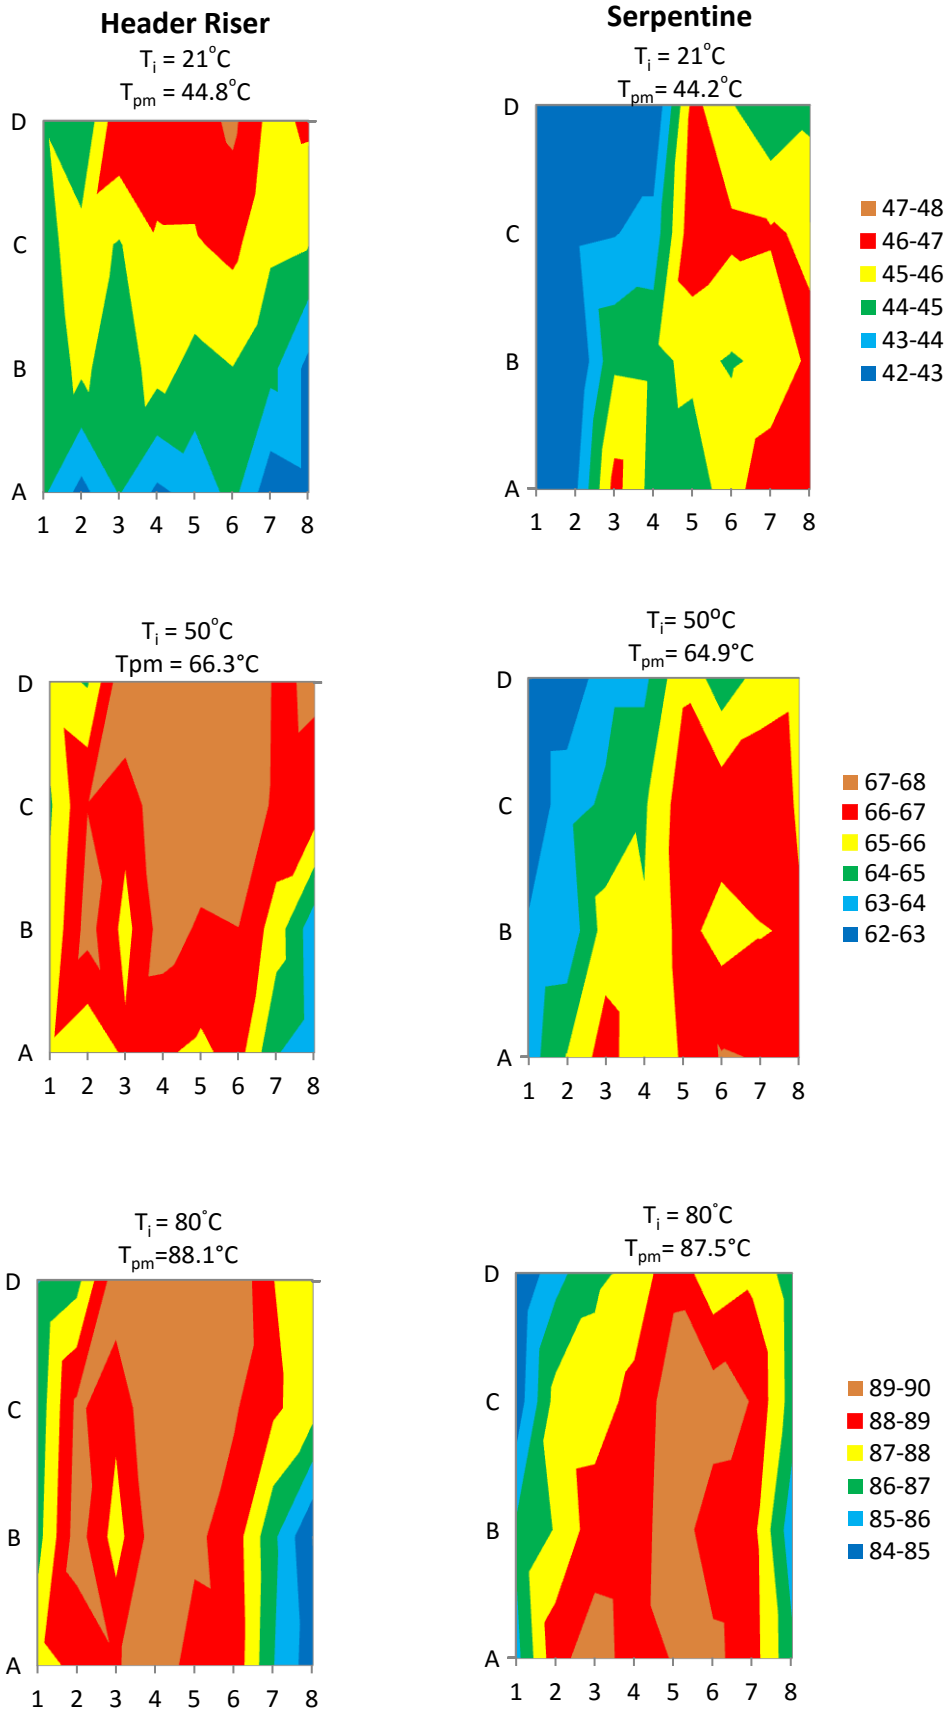 Header Riser
Ti = 21°C
Tpm = 44.8°C
D
C
B
A
1 2 3 4 5 6 7 8
Serpentine
Ti = 21°C
Tpm= 44.2°C
D
C
B
A
1 2 3 4 5 6 7 8
47-48
46-47
45-46
44-45
43-44
42-43
Ti = 50°C
Tpm = 66.3°C
D
C
B
A
1 2 3 4 5 6 7 8
Ti= 50°C
Tpm= 64.9°C
D
C
B
A
1 2 3 4 5 6 7 8
67-68
66-67
65-66
64-65
63-64
62-63
Ti = 80°C
Tpm=88.1°C
D
C
B
A
1 2 3 4 5 6 7 8
Ti = 80°C
Tpm= 87.5°C
D
C
B
A
1 2 3 4 5 6 7 8
89-90
88-89
87-88
86-87
85-86
84-85